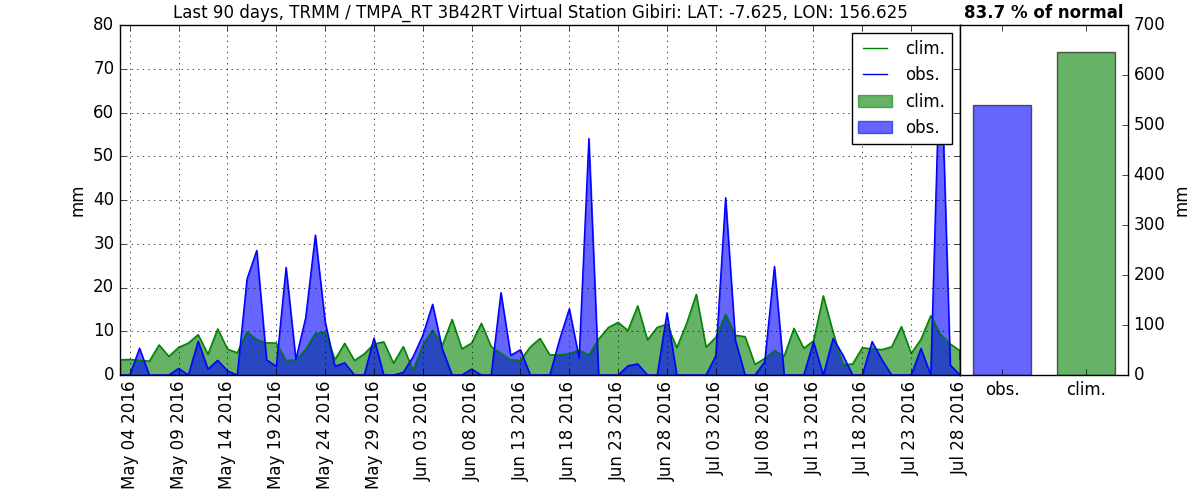 Last 90 days, TRMM / TMPA_RT 3B42RT Virtual Station Gibiri: LAT: -7.625, LON: 156.625
83.7 % of normal
80
70
60
50
40
30
20
10
0
mm
clim.
obs.
clim.
obs.
May 04 2016
May 09 2016
May 14 2016
May 19 2016
May 24 2016
May 29 2016
Jun 03 2016
Jun 08 2016
Jun 13 2016
Jun 18 2016
Jun 23 2016
Jun 28 2016
Jul 03 2016
Jul 08 2016
Jul 13 2016
Jul 18 2016
Jul 23 2016
Jul 28 2016
obs.
clim.
700
600
500
400
300
200
100
0
mm